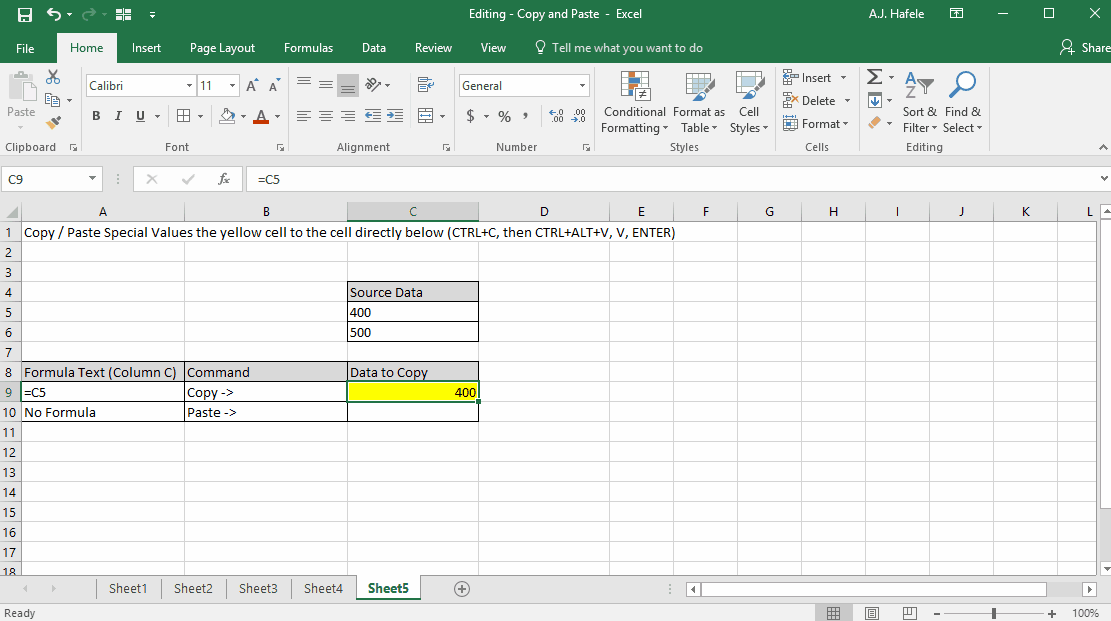 Editing - Copy and Paste - Excel
A.J. Hafele
File Home Insert Page Layout Formulas Data Review View Tell me what you want to do Share
Paste
Clipboard
Calibri 11 A A
B I U A
Font
Alignment
General
$ % , .00 .0
Number
Conditional Formatting
Format as Table
Cell Styles
Styles
Insert
Delete
Format
Cells
Sort & Filter
Find & Select
Editing
C9 fx =C5
A B C D E F G H I J K L
1 Copy / Paste Special Values the yellow cell to the cell directly below (CTRL+C, then CTRL+ALT+V, V, ENTER)
2
3
4 Source Data
5 400
6 500
7
8 Formula Text (Column C) Command Data to Copy
9 =C5 Copy -> 400
10 No Formula Paste ->
11
12
13
14
15
16
17
18
Sheet1 Sheet2 Sheet3 Sheet4 Sheet5
Ready 100%